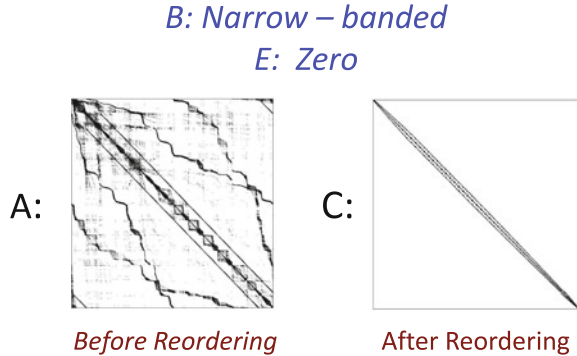 B: Narrow – banded
E: Zero
A:
C:
Before Reordering
After Reordering